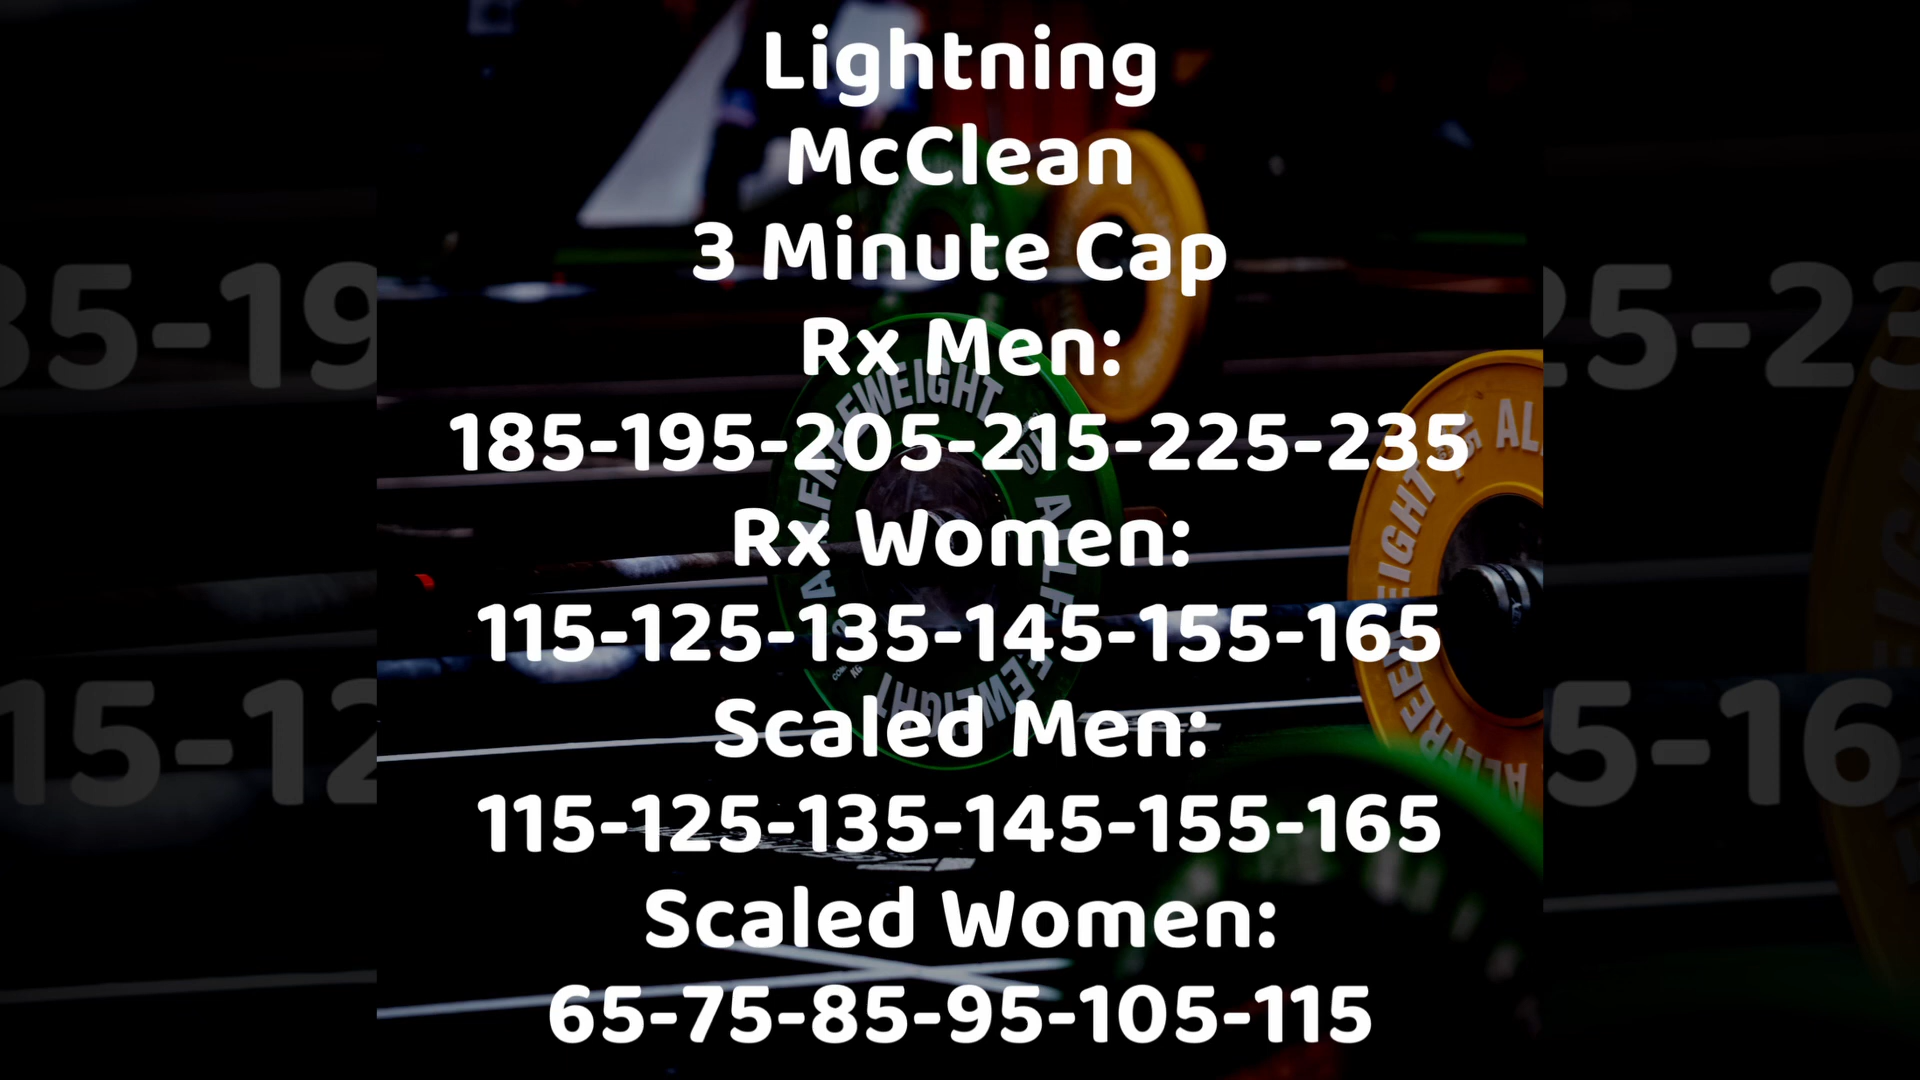 Lightning
McClean
3 Minute Cap
Rx Men:
185-195-205-215-225-235
Rx Women:
115-125-135-145-155-165
Scaled Men:
115-125-135-145-155-165
Scaled Women:
65-75-85-95-105-115